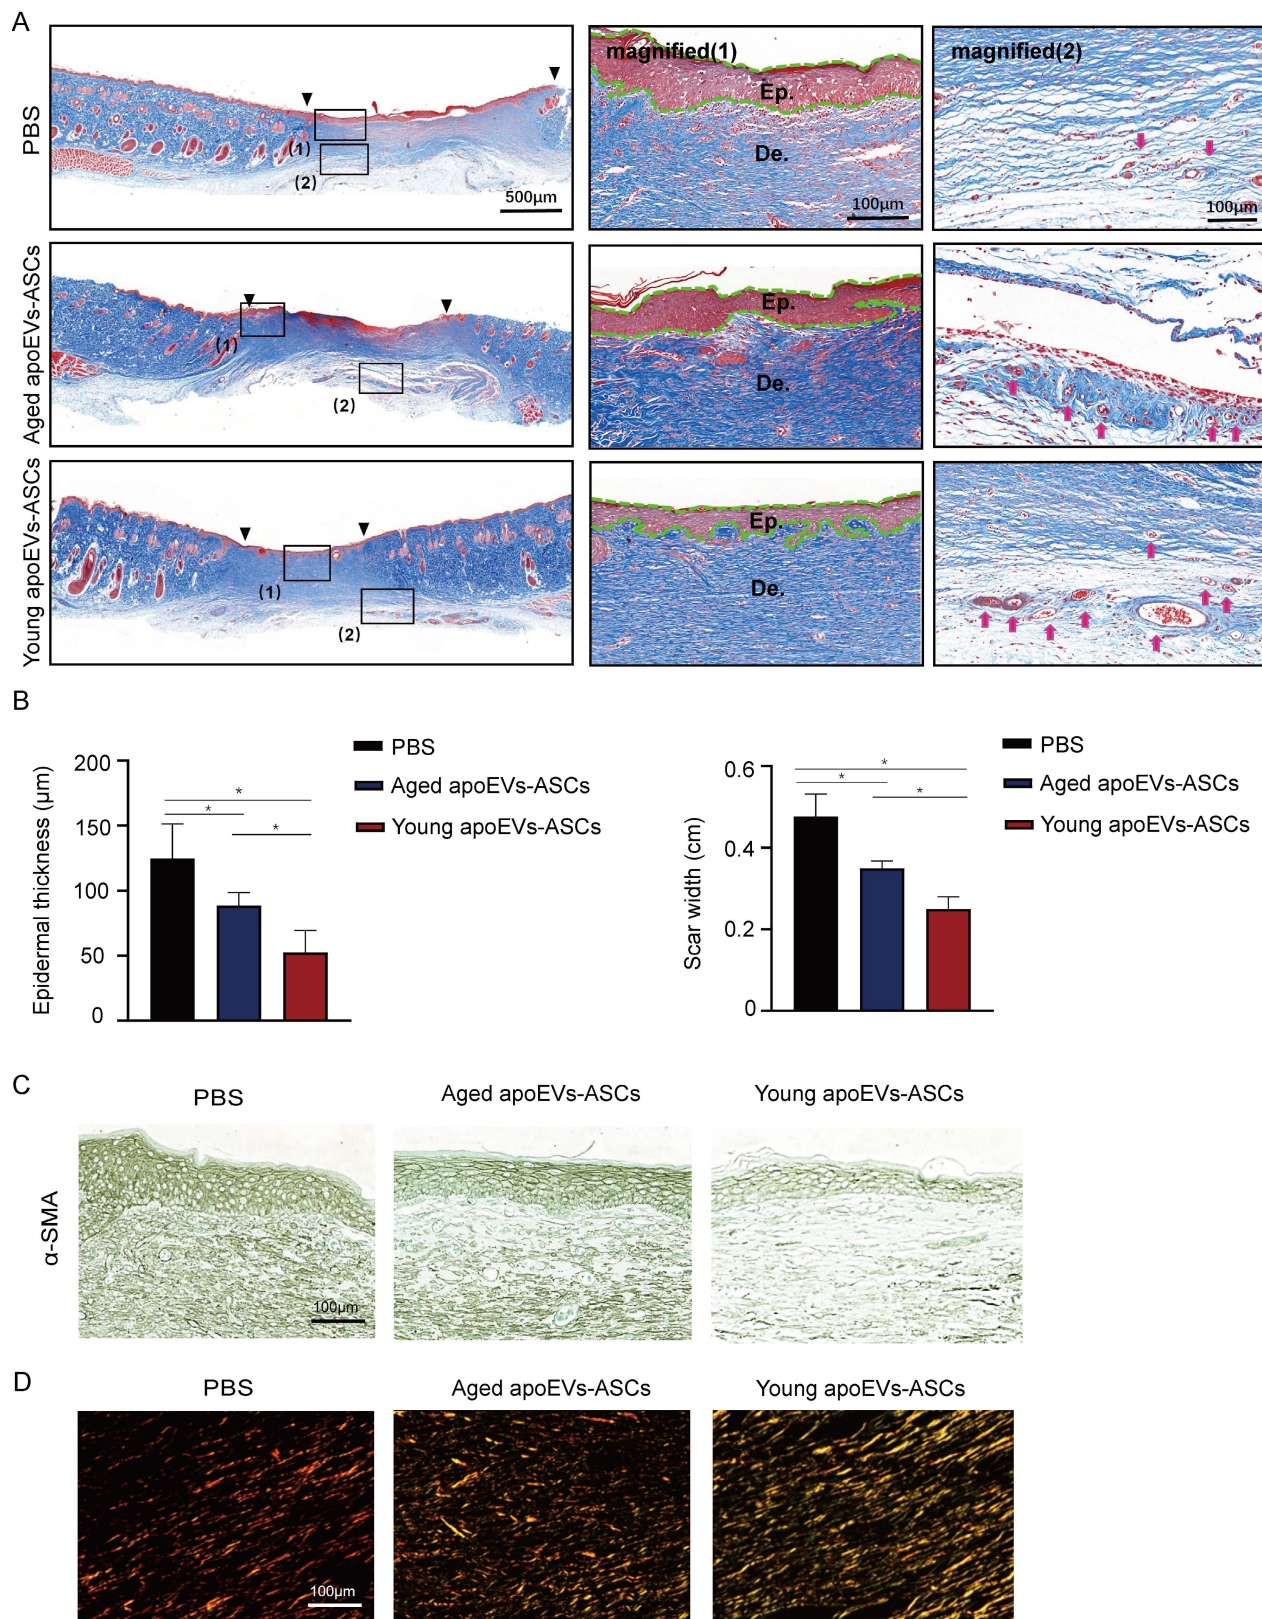 A
PBS
(1)
(2)
500μm
magnified(1)
Ep.
De.
100μm
magnified(2)
100μm
Aged apoEVs-ASCs
(1)
(2)
Ep.
De.
Young apoEVs-ASCs
(1)
(2)
Ep.
De.
B
Epidermal thickness (μm)
200
150
100
50
0
*
*
*
PBS
Aged apoEVs-ASCs
Young apoEVs-ASCs
Scar width (cm)
0.6
0.4
0.2
0
*
*
*
PBS
Aged apoEVs-ASCs
Young apoEVs-ASCs
C
PBS
Aged apoEVs-ASCs
Young apoEVs-ASCs
α-SMA
100μm
D
PBS
Aged apoEVs-ASCs
Young apoEVs-ASCs
100μm